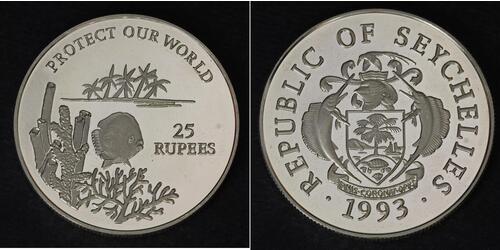 PROTECT OUR WORLD
25
RUPEES
REPUBLIC OF SEYCHELLES
· 1993 ·